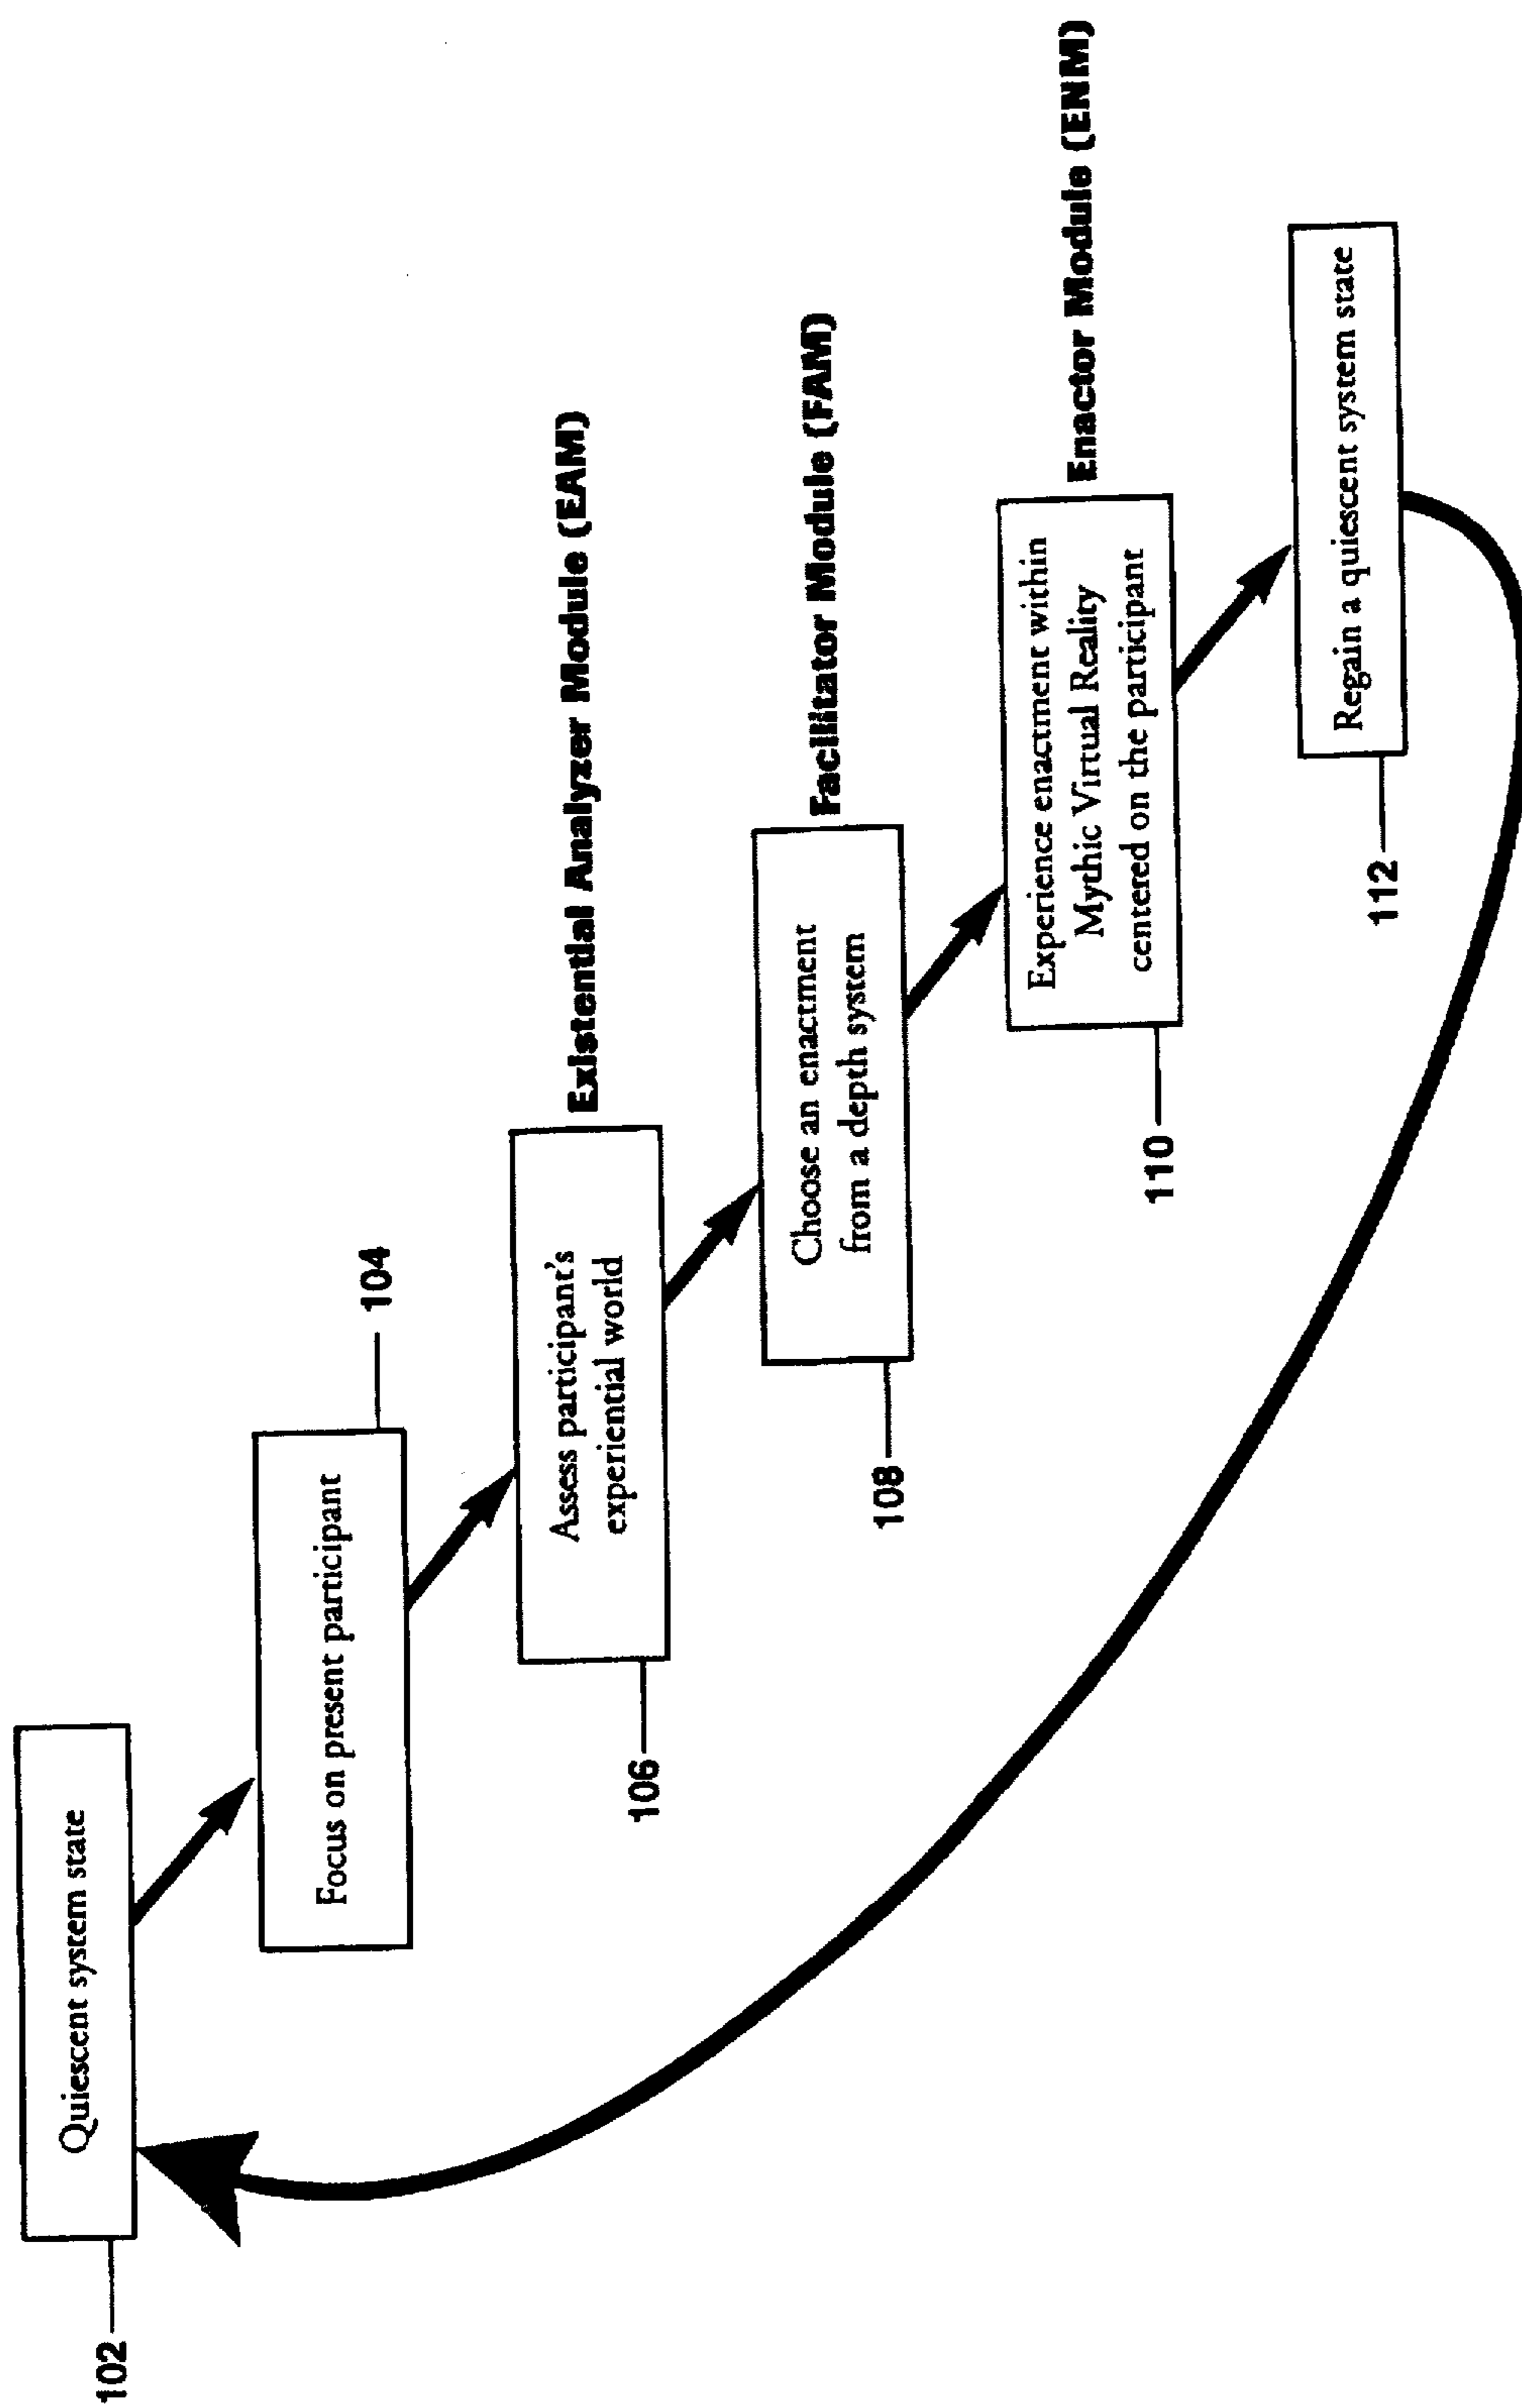 Quiescent system state
102
Focus on present participant
104
Assess participant's
experiential world
106
Existential Analyzer Module (EAM)
Choose an enactment
from a depth system
108
Facilitator Module (FAM)
Experience enactment within
Mythic Virtual Reality
centered on the participant
110
Enactor Module (ENM)
Regain a quiescent system state
112